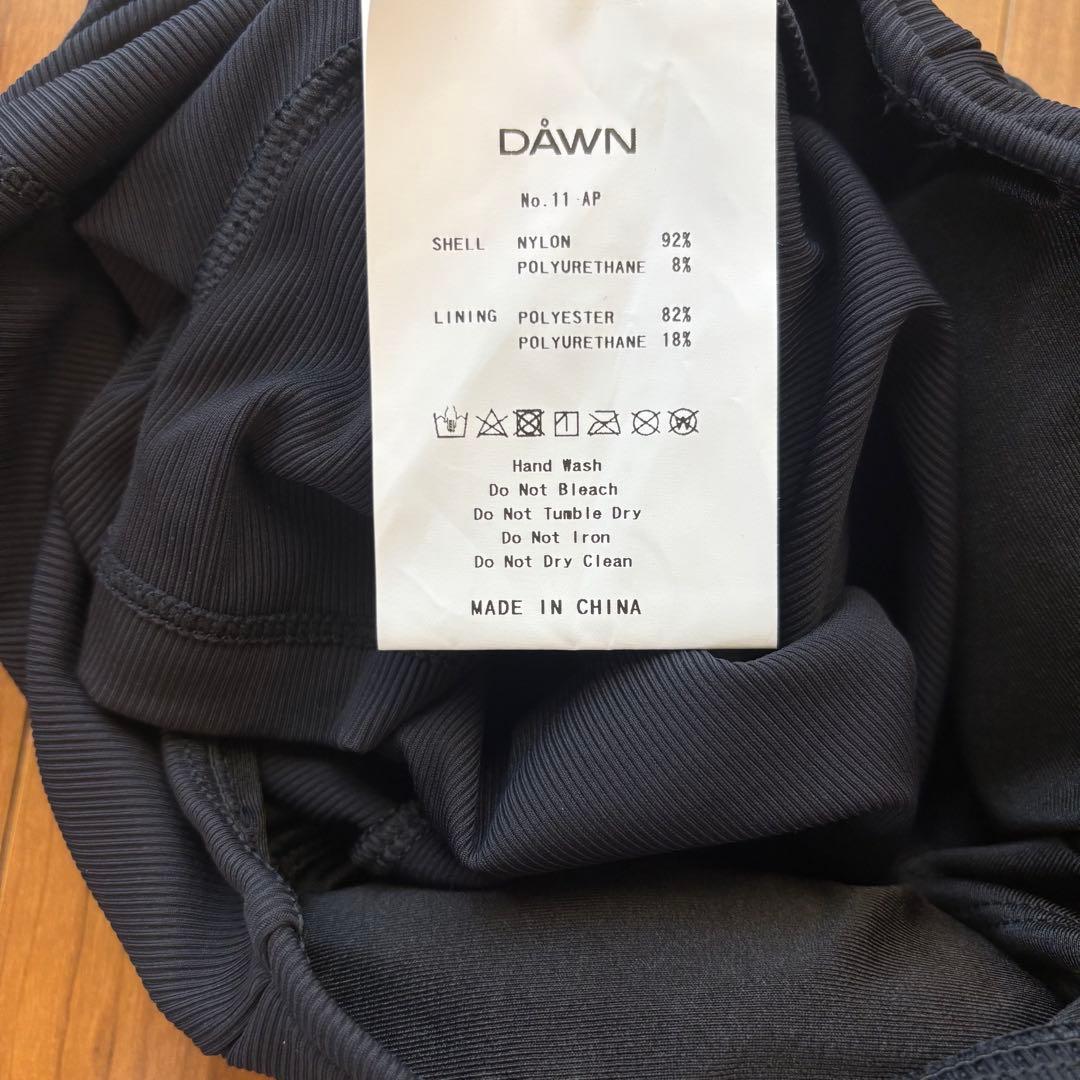 DÅWN
No.11 AP
SHELL NYLON 92%
POLYURETHANE 8%
LINING POLYESTER 82%
POLYURETHANE 18%
W
Hand Wash
Do Not Bleach
Do Not Tumble Dry
Do Not Iron
Do Not Dry Clean
MADE IN CHINA